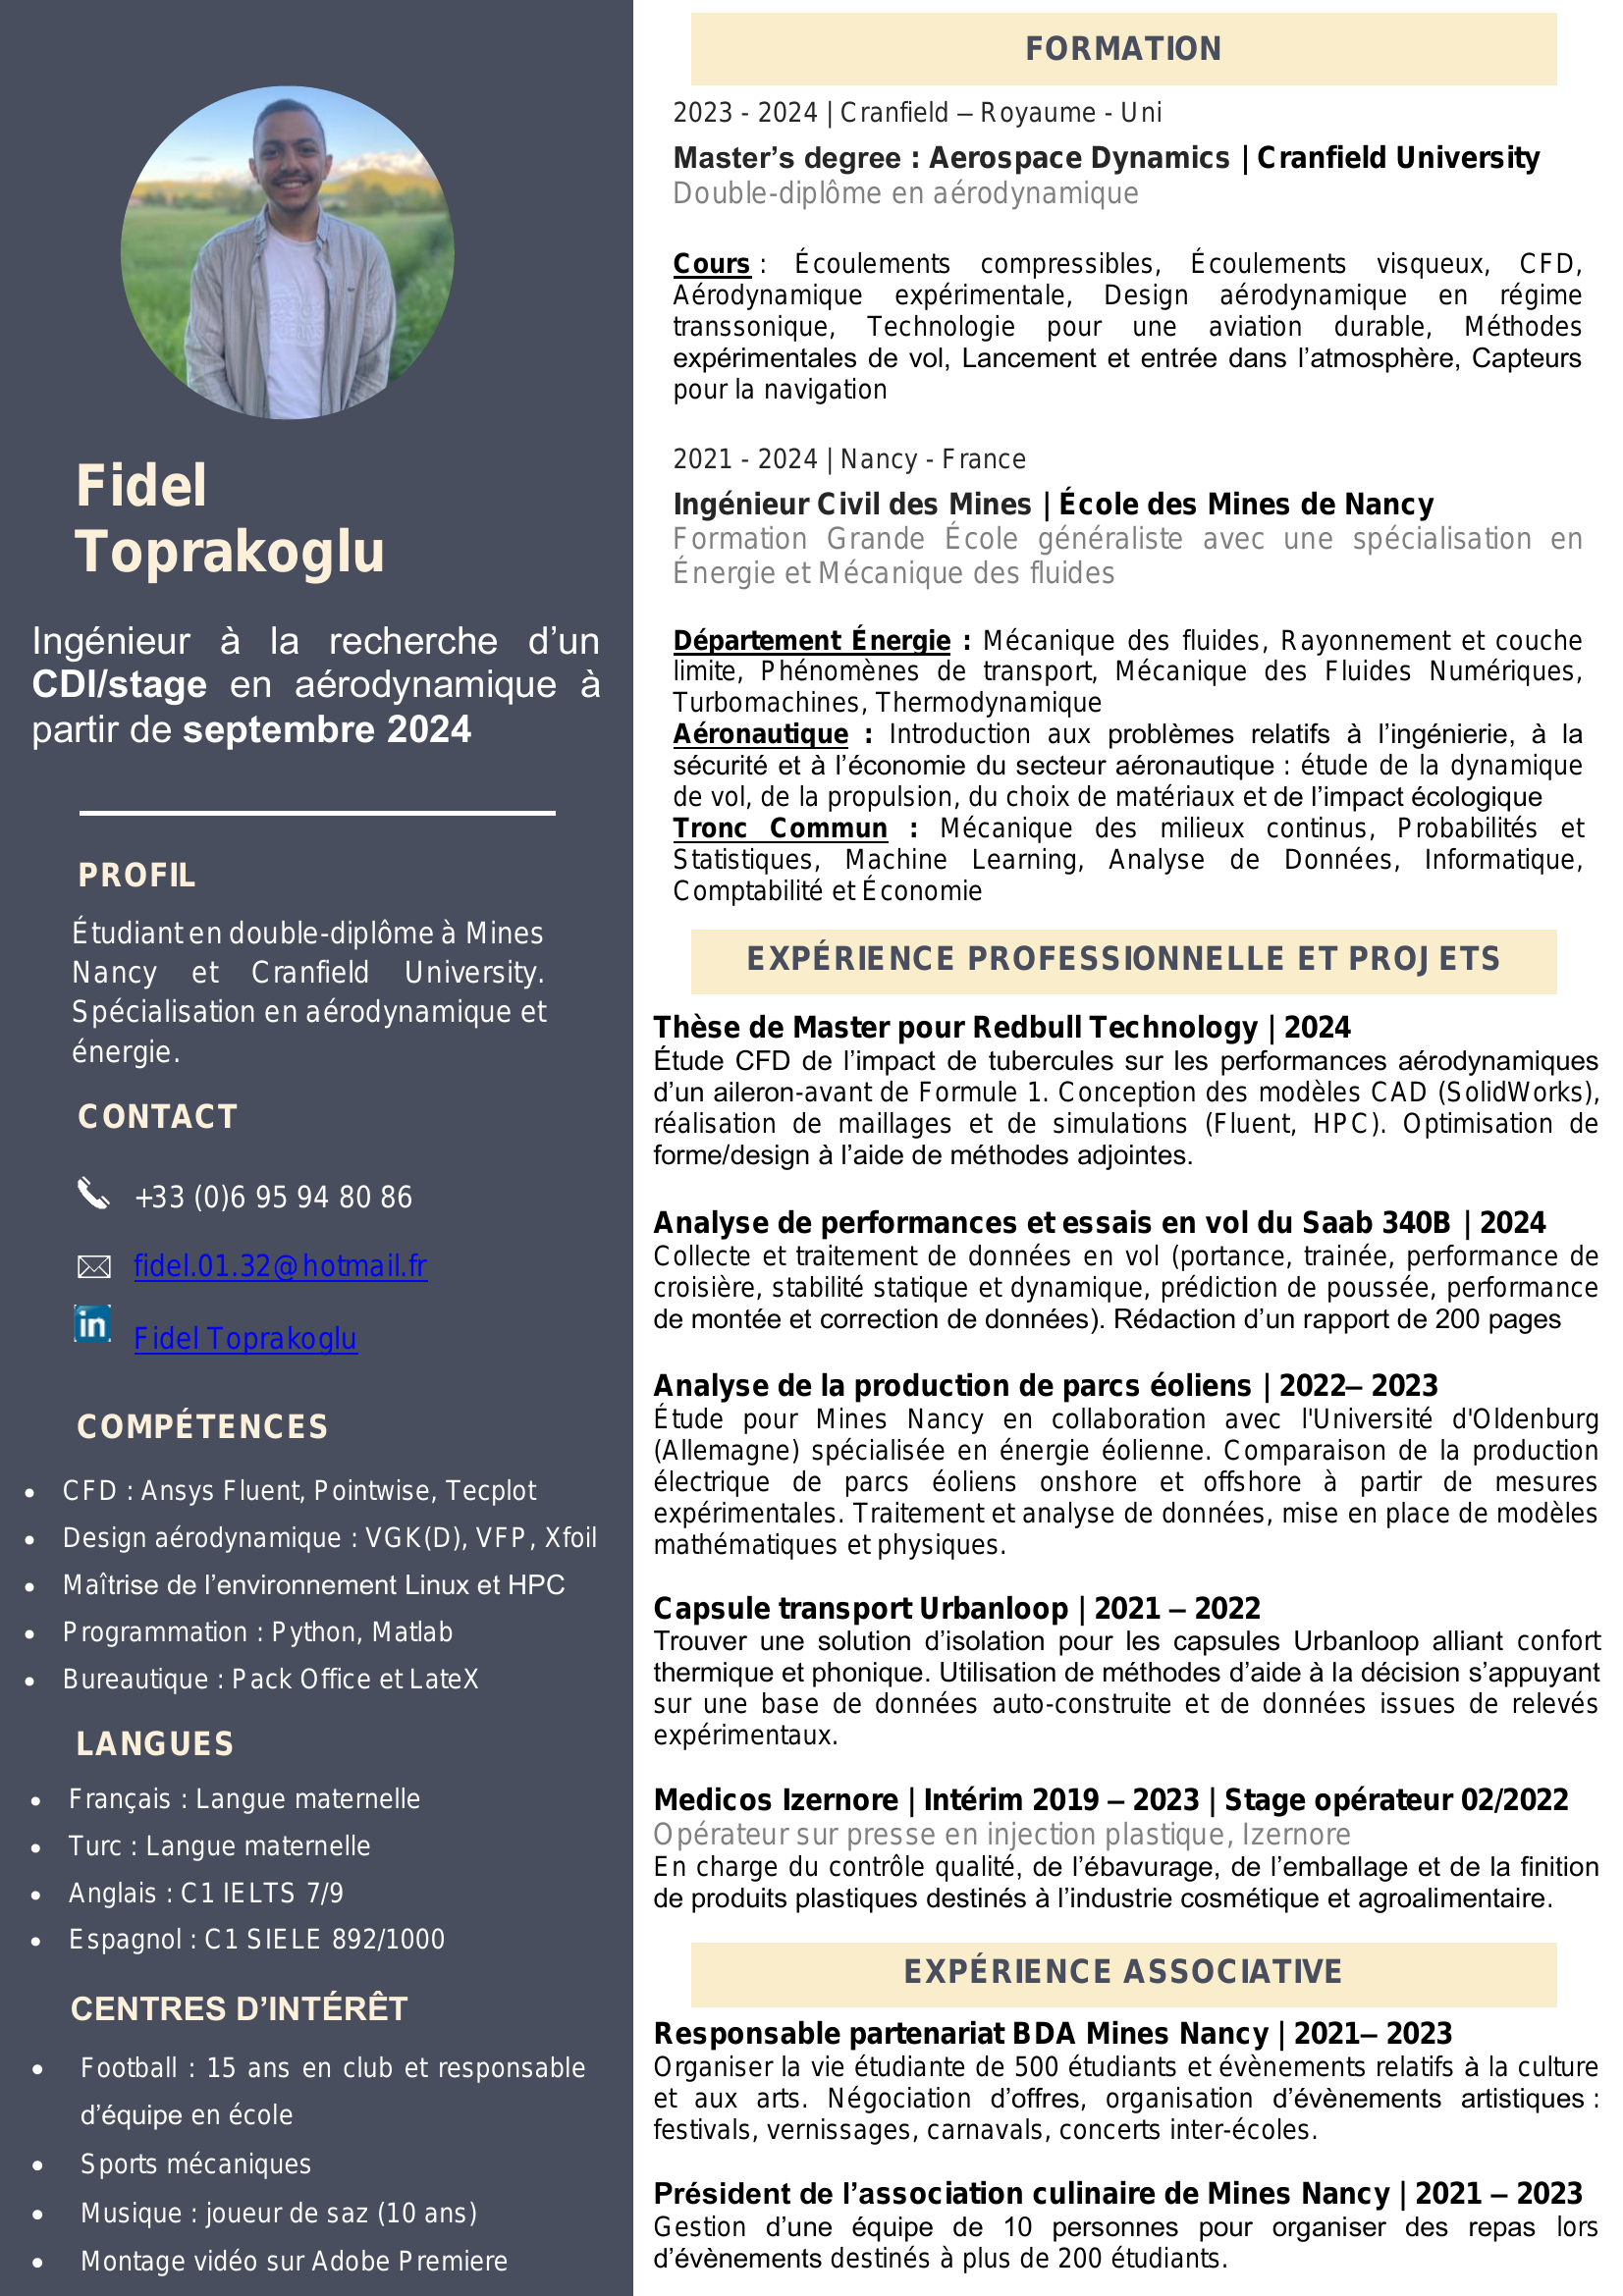 Fidel
Toprakoglu
Ingénieur à la recherche d’un
CDI/stage en aérodynamique à
partir de septembre 2024
PROFIL
Étudiant en double-diplôme à Mines
Nancy et Cranfield University.
Spécialisation en aérodynamique et
énergie.
CONTACT
+33 (0)6 95 94 80 86
fidel.01.32@hotmail.fr
in
Fidel Toprakoglu
COMPÉTENCES
• CFD : Ansys Fluent, Pointwise, Tecplot
• Design aérodynamique : VGK(D), VFP, Xfoil
• Maîtrise de l’environnement Linux et HPC
• Programmation : Python, Matlab
• Bureautique : Pack Office et LateX
LANGUES
• Français : Langue maternelle
• Turc : Langue maternelle
• Anglais : C1 IELTS 7/9
• Espagnol : C1 SIELE 892/1000
CENTRES D’INTÉRÊT
• Football : 15 ans en club et responsable
d’équipe en école
• Sports mécaniques
• Musique : joueur de saz (10 ans)
• Montage vidéo sur Adobe Premiere
FORMATION
2023 - 2024 | Cranfield – Royaume - Uni
Master’s degree : Aerospace Dynamics | Cranfield University
Double-diplôme en aérodynamique
Cours : Écoulements compressibles, Écoulements visqueux, CFD,
Aérodynamique expérimentale, Design aérodynamique en régime
transsonique, Technologie pour une aviation durable, Méthodes
expérimentales de vol, Lancement et entrée dans l’atmosphère, Capteurs
pour la navigation
2021 - 2024 | Nancy - France
Ingénieur Civil des Mines | École des Mines de Nancy
Formation Grande École généraliste avec une spécialisation en
Énergie et Mécanique des fluides
Département Énergie : Mécanique des fluides, Rayonnement et couche
limite, Phénomènes de transport, Mécanique des Fluides Numériques,
Turbomachines, Thermodynamique
Aéronautique : Introduction aux problèmes relatifs à l’ingénierie, à la
sécurité et à l’économie du secteur aéronautique : étude de la dynamique
de vol, de la propulsion, du choix de matériaux et de l’impact écologique
Tronc Commun : Mécanique des milieux continus, Probabilités et
Statistiques, Machine Learning, Analyse de Données, Informatique,
Comptabilité et Économie
EXPÉRIENCE PROFESSIONNELLE ET PROJETS
Thèse de Master pour Redbull Technology | 2024
Étude CFD de l’impact de tubercules sur les performances aérodynamiques
d’un aileron-avant de Formule 1. Conception des modèles CAD (SolidWorks),
réalisation de maillages et de simulations (Fluent, HPC). Optimisation de
forme/design à l’aide de méthodes adjointes.
Analyse de performances et essais en vol du Saab 340B | 2024
Collecte et traitement de données en vol (portance, trainée, performance de
croisière, stabilité statique et dynamique, prédiction de poussée, performance
de montée et correction de données). Rédaction d’un rapport de 200 pages
Analyse de la production de parcs éoliens | 2022– 2023
Étude pour Mines Nancy en collaboration avec l'Université d'Oldenburg
(Allemagne) spécialisée en énergie éolienne. Comparaison de la production
électrique de parcs éoliens onshore et offshore à partir de mesures
expérimentales. Traitement et analyse de données, mise en place de modèles
mathématiques et physiques.
Capsule transport Urbanloop | 2021 – 2022
Trouver une solution d’isolation pour les capsules Urbanloop alliant confort
thermique et phonique. Utilisation de méthodes d’aide à la décision s’appuyant
sur une base de données auto-construite et de données issues de relevés
expérimentaux.
Medicos Izernore | Intérim 2019 – 2023 | Stage opérateur 02/2022
Opérateur sur presse en injection plastique, Izernore
En charge du contrôle qualité, de l’ébavurage, de l’emballage et de la finition
de produits plastiques destinés à l’industrie cosmétique et agroalimentaire.
EXPÉRIENCE ASSOCIATIVE
Responsable partenariat BDA Mines Nancy | 2021– 2023
Organiser la vie étudiante de 500 étudiants et évènements relatifs à la culture
et aux arts. Négociation d’offres, organisation d’évènements artistiques :
festivals, vernissages, carnavals, concerts inter-écoles.
Président de l’association culinaire de Mines Nancy | 2021 – 2023
Gestion d’une équipe de 10 personnes pour organiser des repas lors
d’évènements destinés à plus de 200 étudiants.